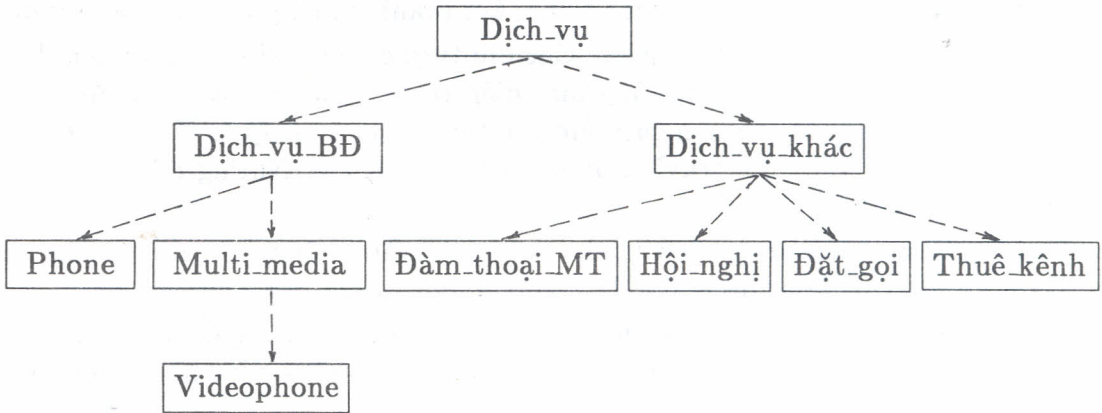 Dịch_vụ
Dịch_vụ_BĐ Dịch_vụ_khác
Phone Multi_media Đàm_thoại_MT Hội_nghị Đặt_gọi Thuê_kênh
Videophone